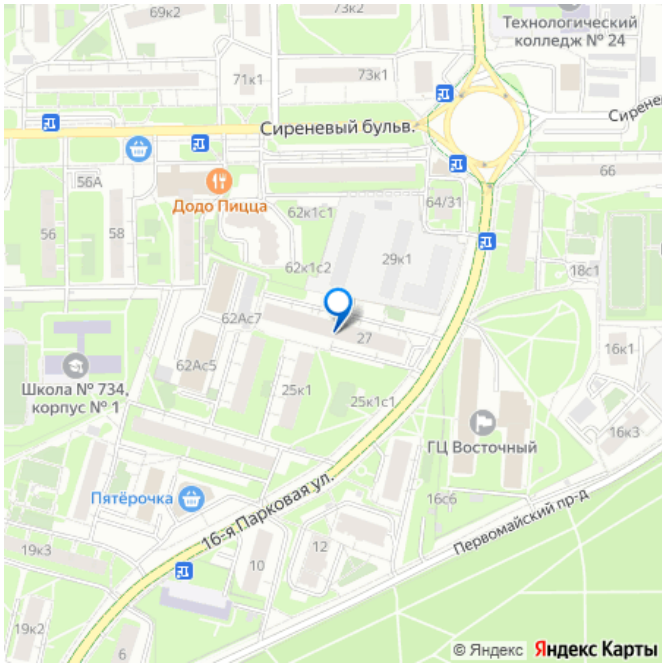 69к2
73к2
Технологический
колледж № 24
71к1
73к1
Сиреневый бульв.
Сиренев
56А
Додо Пицца
66
64/31
62к1с1
56
58
29к1
62к1с2
18с1
62Ас7
27
16к1
62Ас5
Школа № 734,
корпус № 1
25к1
25к1с1
16к3
ГЦ Восточный
Пятёрочка
16с6
16-я Парковая ул.
Первомайский пр-д
19к3
12
10
19к2
6
© Яндекс Яндекс Карты